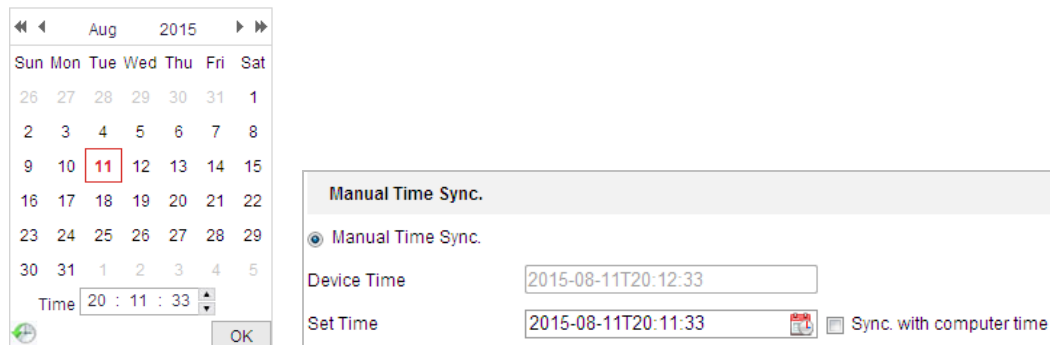 Aug 2015
Sun Mon Tue Wed Thu Fri Sat
26 27 28 29 30 31 1
2 3 4 5 6 7 8
9 10 11 12 13 14 15
16 17 18 19 20 21 22
23 24 25 26 27 28 29
30 31 1 2 3 4 5
Time 20 : 11 : 33
OK
Manual Time Sync.
Manual Time Sync.
Device Time 2015-08-11T20:12:33
Set Time 2015-08-11T20:11:33 Sync. with computer time